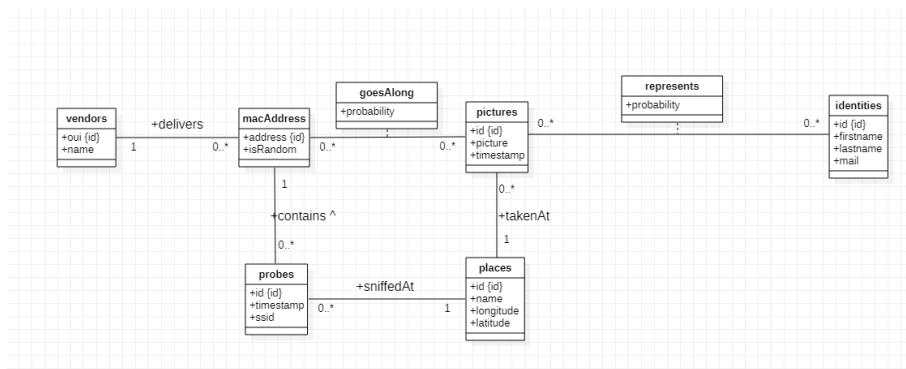 goesAlong
+probability
represents
+probability
vendors
+oui {id}
+name
+delivers
1
0..*
macAddress
+address {id}
+isRandom
0..*
0..*
pictures
+id {id}
+picture
+timestamp
0..*
0..*
identities
+id {id}
+firstname
+lastname
+mail
1
+contains ^
0..*
0..*
+takenAt
1
probes
+id {id}
+timestamp
+ssid
+sniffedAt
0..*
1
places
+id {id}
+name
+longitude
+latitude